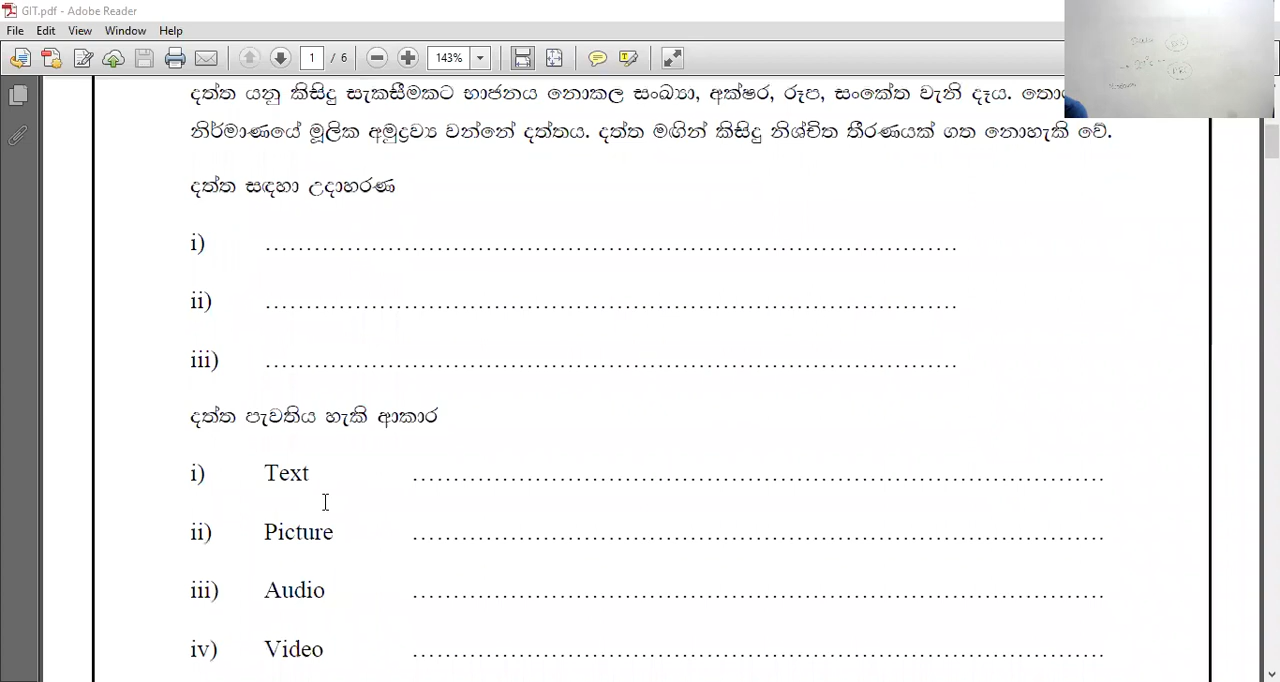 GIT.pdf - Adobe Reader
File Edit View Window Help
1 / 6 143%
දත්ත යනු කිසිදු සැකසීමකට භාජනය නොකල සංඛ්‍යා, අක්ෂර, රූප, සංකේත වැනි දෑය.
නිර්මාණයේ මූලික අමුද්‍රව්‍ය වන්නේ දත්තය. දත්ත මඟින් කිසිදු නිශ්චිත තීරණයක් ගත නොහැකි වේ.
දත්ත සඳහා උදාහරණ
i) ................................................................................
ii) ................................................................................
iii) ................................................................................
දත්ත පැවතිය හැකි ආකාර
i) Text ................................................................................
ii) Picture ................................................................................
iii) Audio ................................................................................
iv) Video ................................................................................